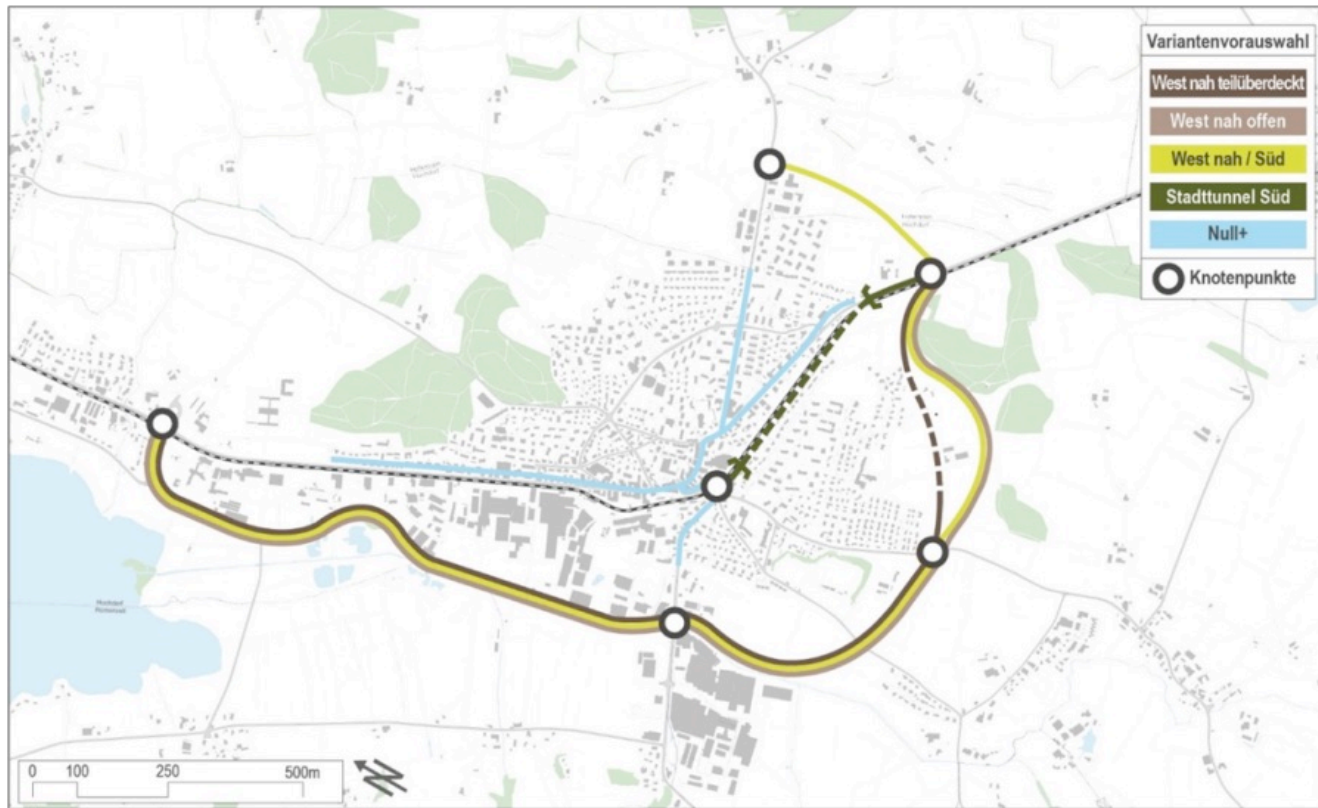 Variantenvorauswahl
West nah teilüberdeckt
West nah offen
West nah / Süd
Stadttunnel Süd
Null+
Knotenpunkte
0 100 250 500m